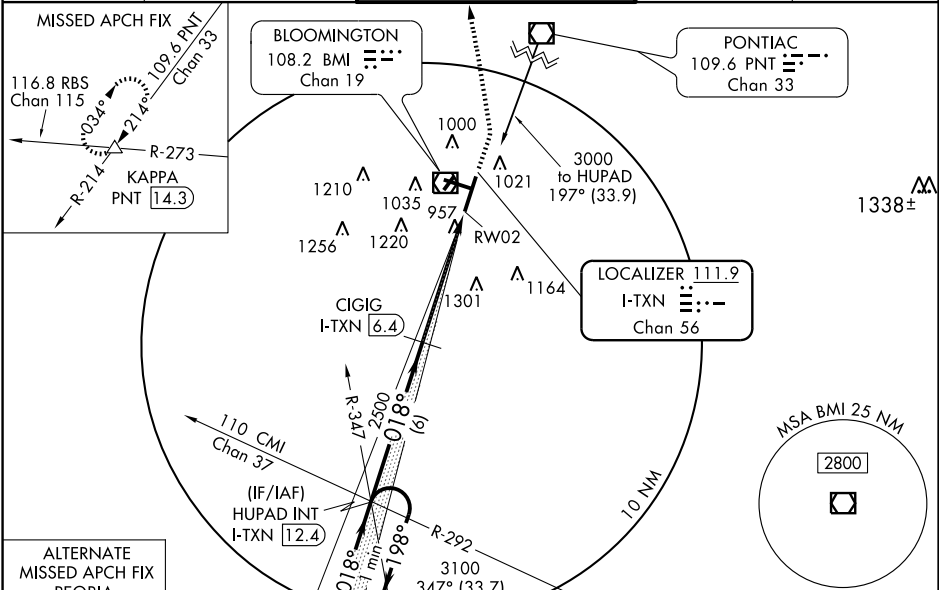 MISSED APCH FIX
116.8 RBS
Chan 115
109.6 PNT
Chan 33
034°
214°
R-273
R-214
KAPPA
PNT 14.3
BLOOMINGTON
108.2 BMI
Chan 19
PONTIAC
109.6 PNT
Chan 33
1000
3000
to HUPAD
197° (33.9)
1021
1210
1035
957
1338±
1256
1220
RW02
1301
1164
LOCALIZER 111.9
I-TXN
Chan 56
CIGIG
I-TXN 6.4
R-347
2500
018°
(6)
110 CMI
Chan 37
(IF/IAF)
HUPAD INT
I-TXN 12.4
R-292
3100
347° (33.7)
018°
1 min
198°
10 NM
MSA BMI 25 NM
2800
ALTERNATE
MISSED APCH FIX
PEORIA